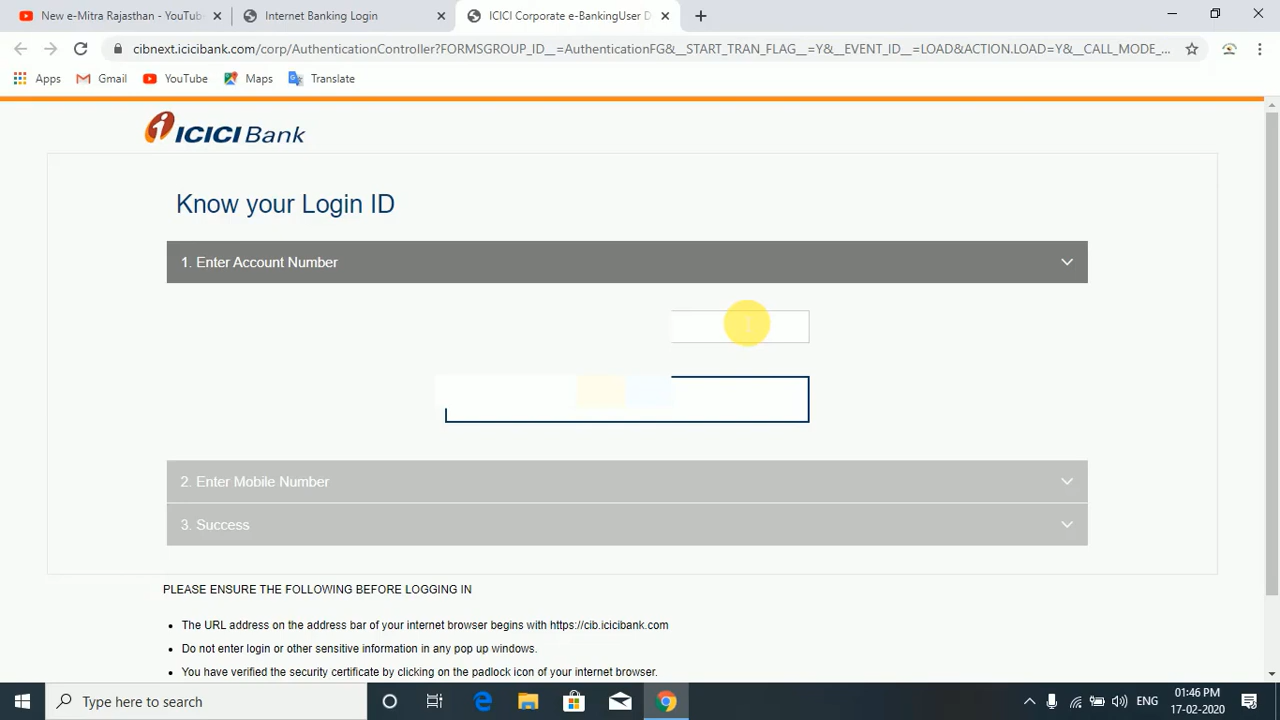 New e-Mitra Rajasthan - YouTube
Internet Banking Login
ICICI Corporate e-BankingUser D
cibnext.icicibank.com/corp/AuthenticationController?FORMSGROUP_ID__=AuthenticationFG&__START_TRAN_FLAG__=Y&__EVENT_ID__=LOAD&ACTION.LOAD=Y&__CALL_MODE_...
Apps Gmail YouTube Maps Translate
ICICI Bank
Know your Login ID
1. Enter Account Number
2. Enter Mobile Number
3. Success
PLEASE ENSURE THE FOLLOWING BEFORE LOGGING IN
• The URL address on the address bar of your internet browser begins with https://cib.icicibank.com
• Do not enter login or other sensitive information in any pop up windows.
• You have verified the security certificate by clicking on the padlock icon of your internet browser.
Type here to search
ENG
01:46 PM
17-02-2020